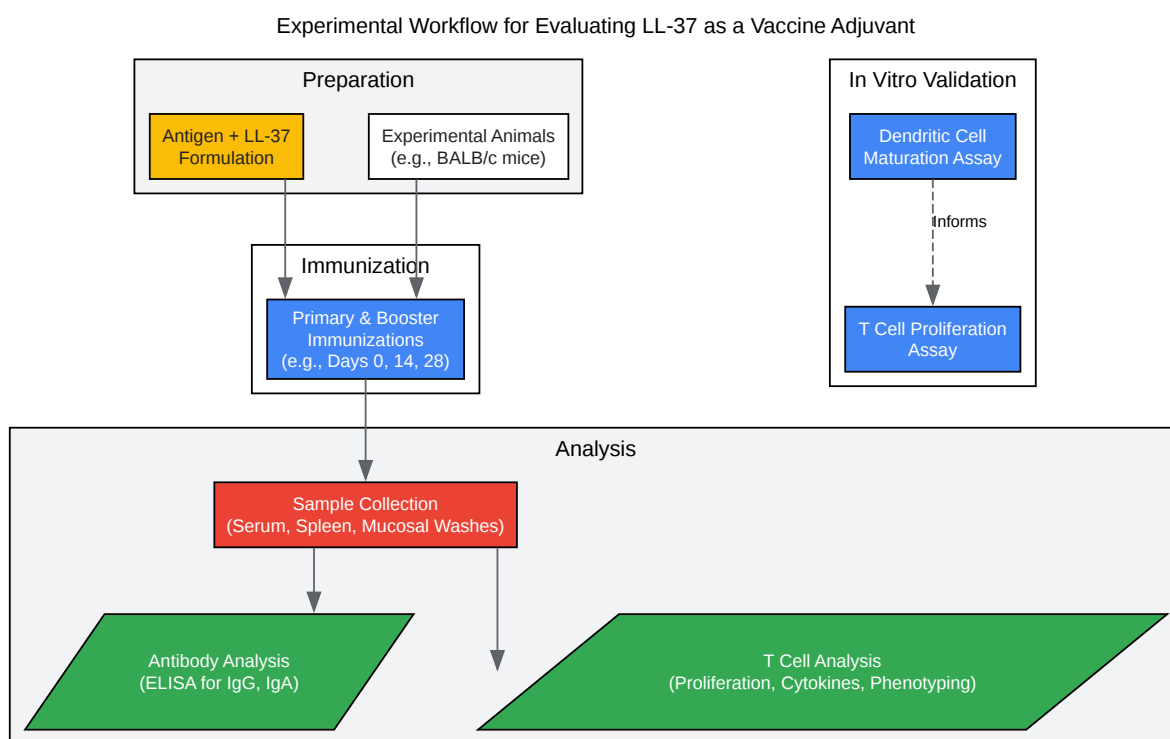 Experimental Workflow for Evaluating LL-37 as a Vaccine Adjuvant
Preparation
Antigen + LL-37
Formulation
Experimental Animals
(e.g., BALB/c mice)
In Vitro Validation
Dendritic Cell
Maturation Assay
Informs
T Cell Proliferation
Assay
Immunization
Primary & Booster
Immunizations
(e.g., Days 0, 14, 28)
Analysis
Sample Collection
(Serum, Spleen, Mucosal Washes)
Antibody Analysis
(ELISA for IgG, IgA)
T Cell Analysis
(Proliferation, Cytokines, Phenotyping)